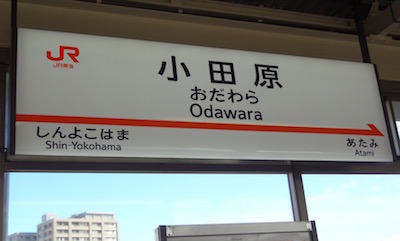 JR
JR東海
小田原
おだわら
Odawara
しんよこはま
Shin-Yokohama
あたみ
Atami